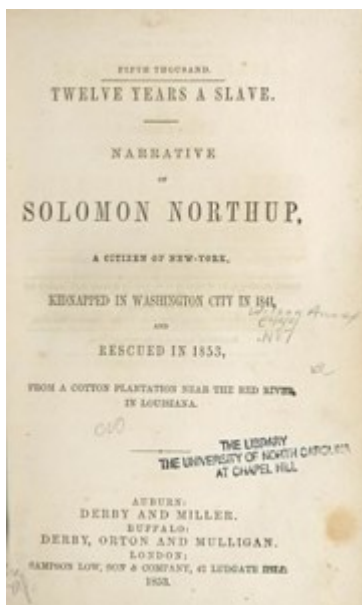 FIFTH THOUSAND.
TWELVE YEARS A SLAVE.
NARRATIVE
OF
SOLOMON NORTHUP,
A CITIZEN OF NEW-YORK,
KIDNAPPED IN WASHINGTON CITY IN 1841,
AND
RESCUED IN 1853,
FROM A COTTON PLANTATION NEAR THE RED RIVER,
IN LOUISIANA.
THE LIBRARY
THE UNIVERSITY OF NORTH CAROLINA
AT CHAPEL HILL
AUBURN:
DERBY AND MILLER.
BUFFALO:
DERBY, ORTON AND MULLIGAN.
LONDON:
SAMPSON LOW, SON & COMPANY, 47 LUDGATE HILL.
1853.